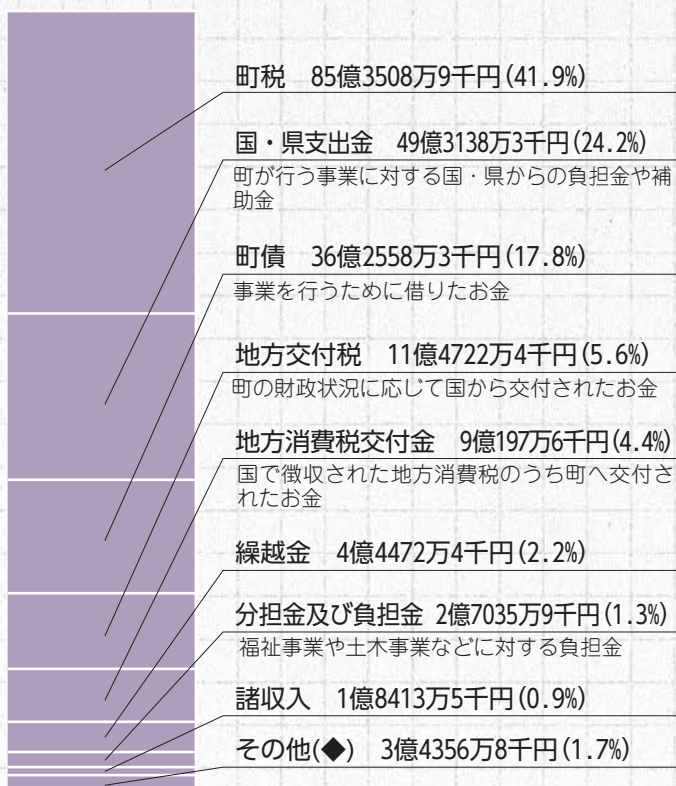 町税　85億3508万9千円(41.9%)
国・県支出金　49億3138万3千円(24.2%)
町が行う事業に対する国・県からの負担金や補
助金
町債　36億2558万3千円(17.8%)
事業を行うために借りたお金
地方交付税　11億4722万4千円(5.6%)
町の財政状況に応じて国から交付されたお金
地方消費税交付金　9億197万6千円(4.4%)
国で徴収された地方消費税のうち町へ交付さ
れたお金
繰越金　4億4472万4千円(2.2%)
分担金及び負担金 2億7035万9千円(1.3%)
福祉事業や土木事業などに対する負担金
諸収入　1億8413万5千円(0.9%)
その他(◆)　3億4356万8千円(1.7%)